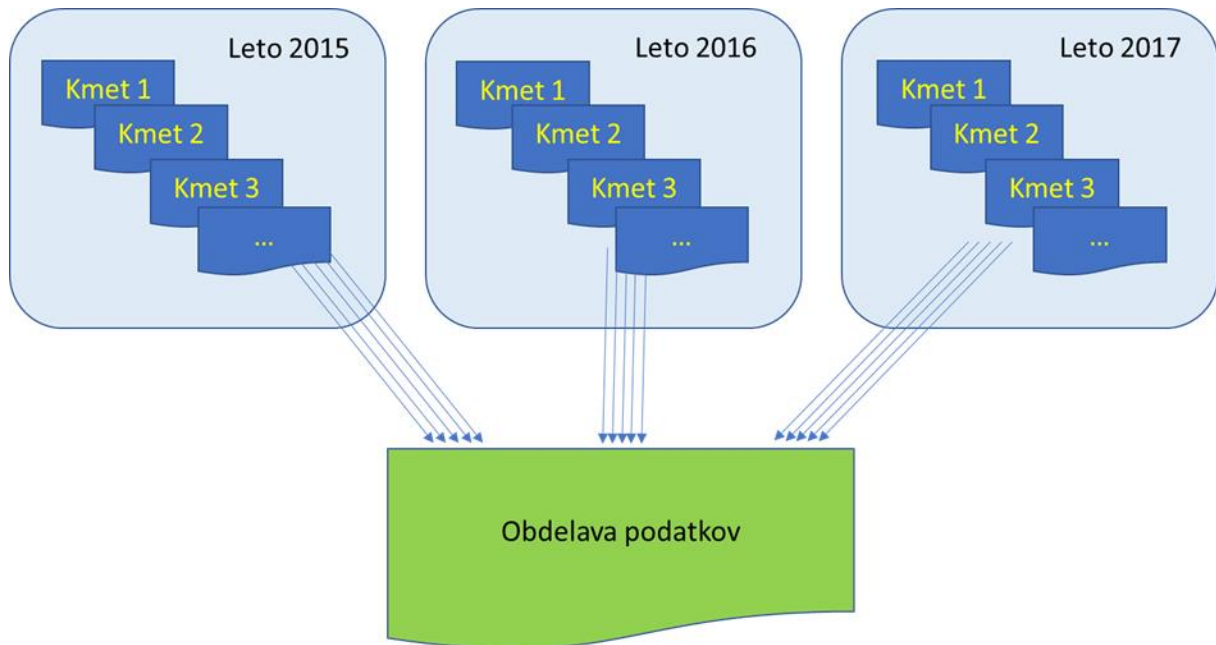 Leto 2015
Kmet 1
Kmet 2
Kmet 3
...
Leto 2016
Kmet 1
Kmet 2
Kmet 3
...
Leto 2017
Kmet 1
Kmet 2
Kmet 3
...
Obdelava podatkov